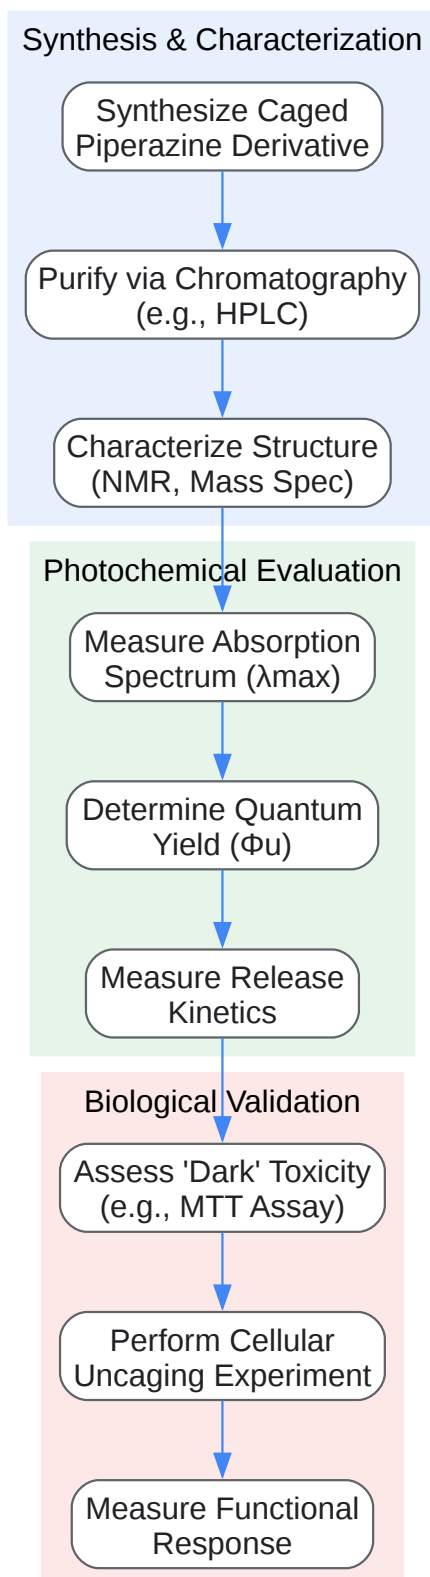 Synthesis & Characterization
Synthesize Caged
Piperazine Derivative
Purify via Chromatography
(e.g., HPLC)
Characterize Structure
(NMR, Mass Spec)
Photochemical Evaluation
Measure Absorption
Spectrum (λmax)
Determine Quantum
Yield (Φu)
Measure Release
Kinetics
Biological Validation
Assess 'Dark' Toxicity
(e.g., MTT Assay)
Perform Cellular
Uncaging Experiment
Measure Functional
Response